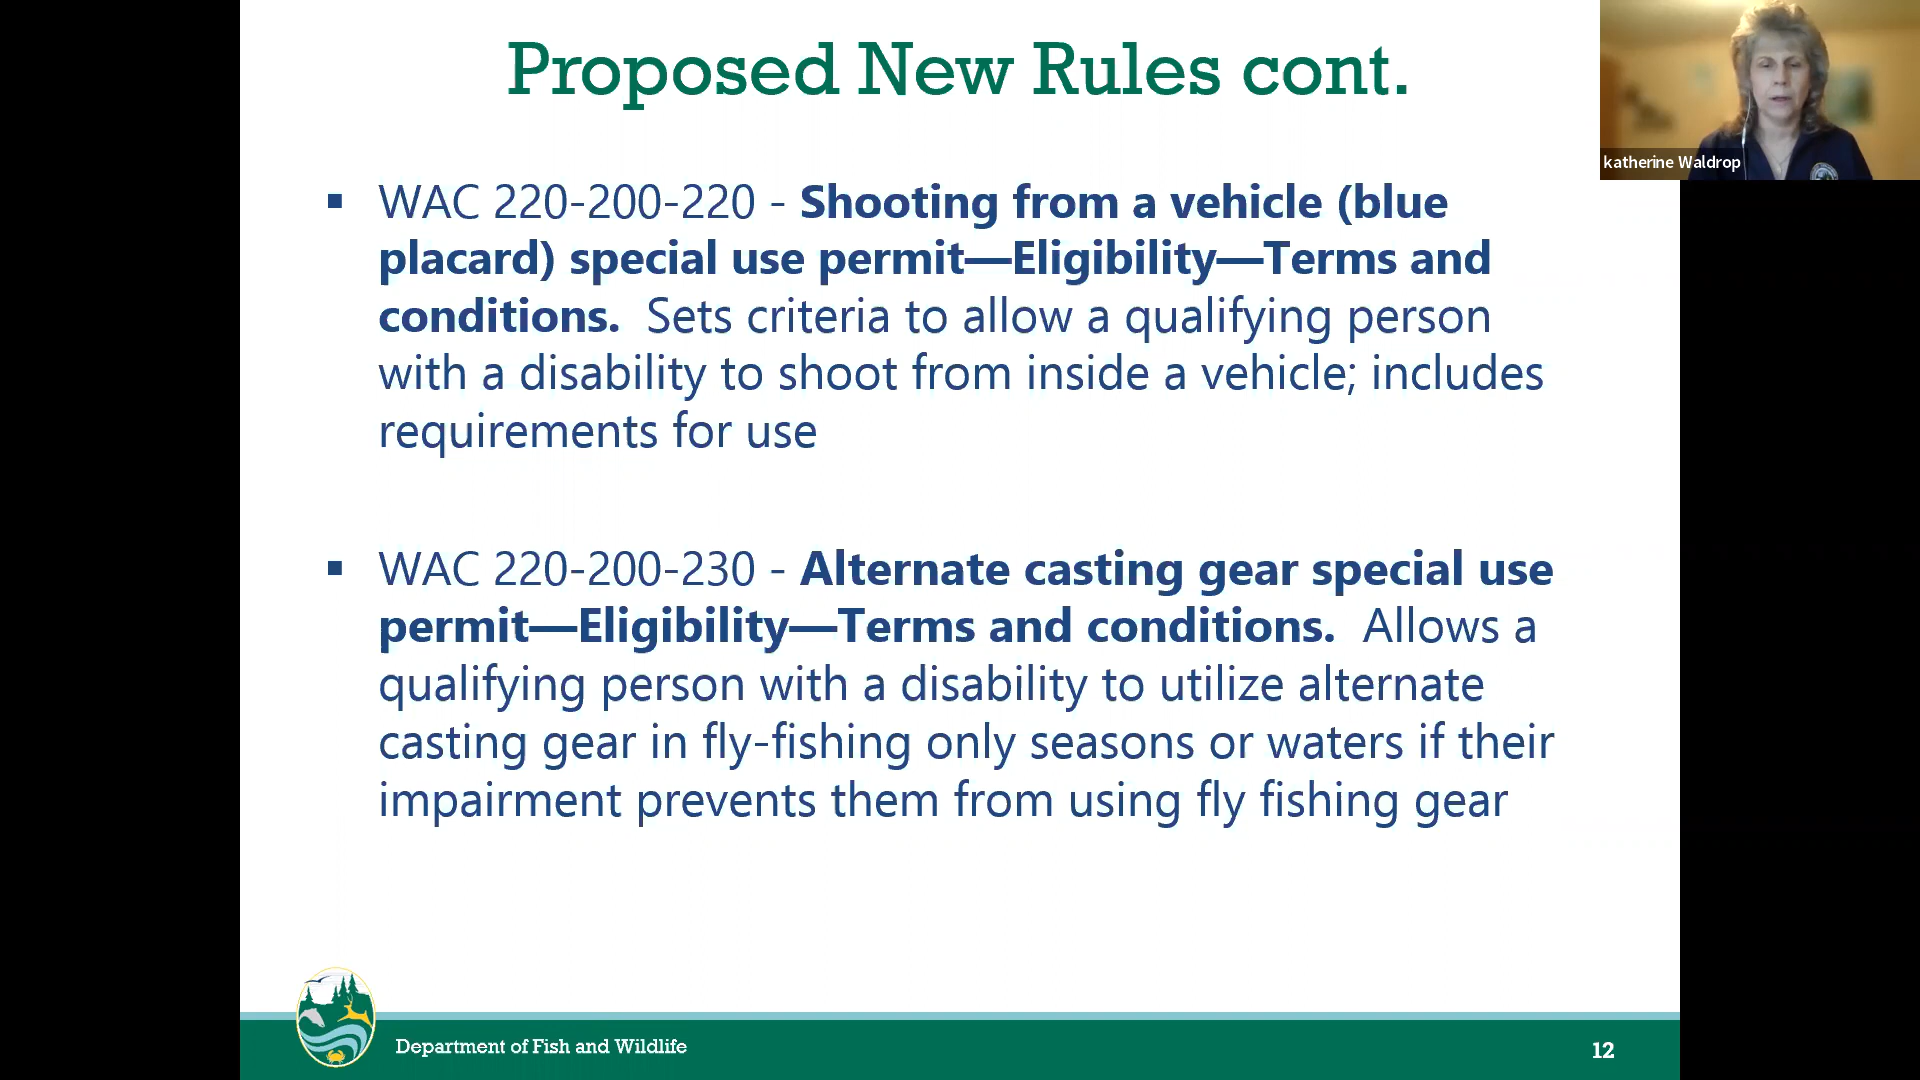 Proposed New Rules cont.
katherine Waldrop
▪ WAC 220-200-220 - Shooting from a vehicle (blue
placard) special use permit—Eligibility—Terms and
conditions.  Sets criteria to allow a qualifying person
with a disability to shoot from inside a vehicle; includes
requirements for use
▪ WAC 220-200-230 - Alternate casting gear special use
permit—Eligibility—Terms and conditions.  Allows a
qualifying person with a disability to utilize alternate
casting gear in fly-fishing only seasons or waters if their
impairment prevents them from using fly fishing gear
Department of Fish and Wildlife
12